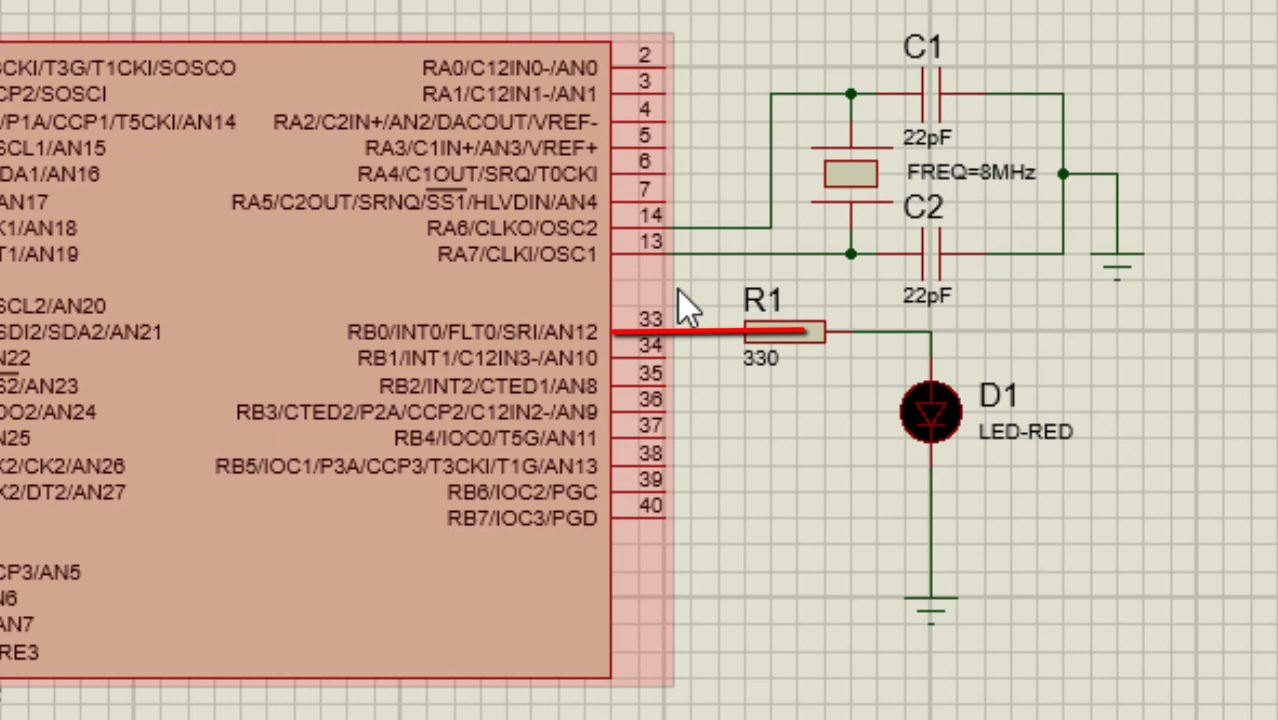 CKI/T3G/T1CKI/SOSCO
CP2/SOSCI
/P1A/CCP1/T5CKI/AN14
SCL1/AN15
DA1/AN16
AN17
K1/AN18
T1/AN19
SCL2/AN20
SDI2/SDA2/AN21
N22
S2/AN23
DO2/AN24
N25
K2/CK2/AN26
X2/DT2/AN27
CP3/AN5
N6
AN7
RE3
RA0/C12IN0-/AN0 2
RA1/C12IN1-/AN1 3
RA2/C2IN+/AN2/DACOUT/VREF- 4
RA3/C1IN+/AN3/VREF+ 5
RA4/C1OUT/SRQ/T0CKI 6
RA5/C2OUT/SRNQ/SS1/HLVDIN/AN4 7
RA6/CLKO/OSC2 14
RA7/CLKI/OSC1 13
RB0/INT0/FLT0/SRI/AN12 33
RB1/INT1/C12IN3-/AN10 34
RB2/INT2/CTED1/AN8 35
RB3/CTED2/P2A/CCP2/C12IN2-/AN9 36
RB4/IOC0/T5G/AN11 37
RB5/IOC1/P3A/CCP3/T3CKI/T1G/AN13 38
RB6/IOC2/PGC 39
RB7/IOC3/PGD 40
C1
22pF
FREQ=8MHz
C2
22pF
R1
330
D1
LED-RED